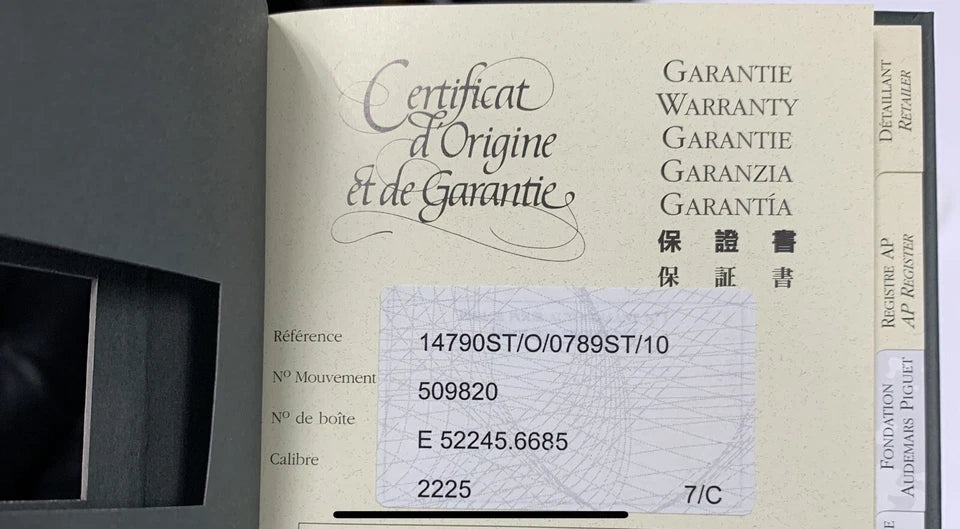 Certificat
d'Origine
et de Garantie
GARANTIE
WARRANTY
GARANTIE
GARANZIA
GARANTÍA
保 證 書
保 証 書
Référence
14790ST/O/0789ST/10
Nº Mouvement
509820
Nº de boîte
E 52245.6685
Calibre
2225 7/C
DÉTAILLANT
RETAILER
REGISTRE AP
AP REGISTER
FONDATION
AUDEMARS PIGUET